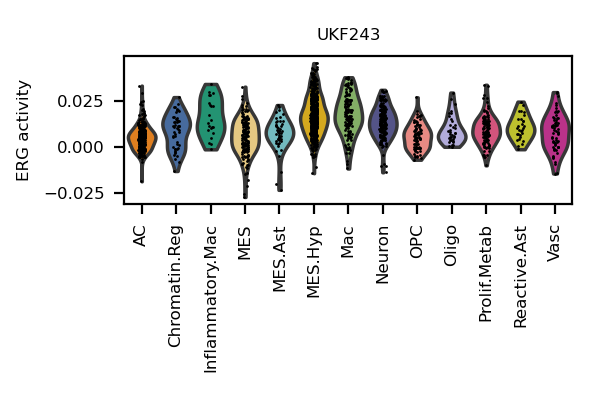 UKF243
ERG activity
0.025
0.000
−0.025
AC
Chromatin.Reg
Inflammatory.Mac
MES
MES.Ast
MES.Hyp
Mac
Neuron
OPC
Oligo
Prolif.Metab
Reactive.Ast
Vasc